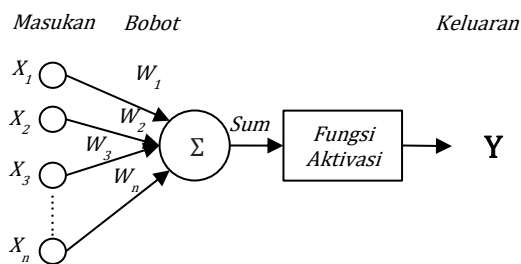 Masukan Bobot Keluaran
X1 W1
X2 W2 Sum
X3 W3 Σ Fungsi Aktivasi Y
Wn
Xn